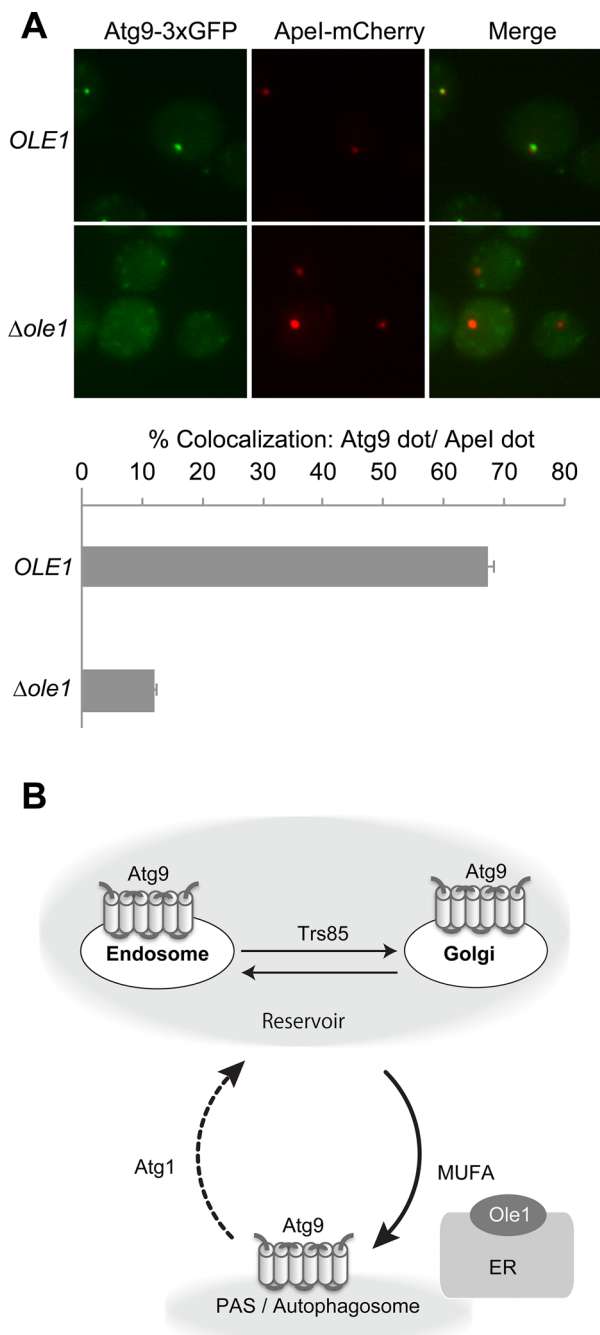 A
Atg9-3xGFP ApeI-mCherry Merge
OLE1
Δole1
% Colocalization: Atg9 dot/ ApeI dot
0 10 20 30 40 50 60 70 80
OLE1
Δole1
B
Atg9 Atg9
Endosome Trs85 Golgi
Reservoir
Atg1 MUFA
Atg9 Ole1
ER
PAS / Autophagosome